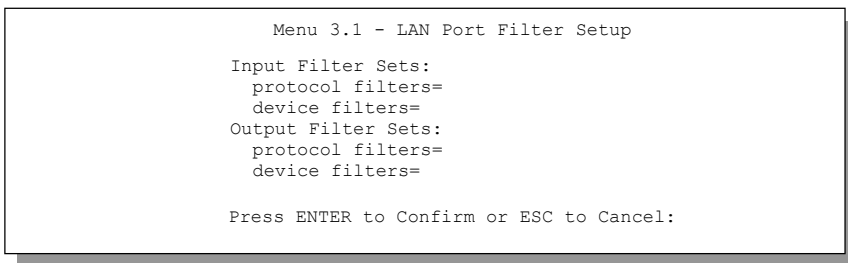 Menu 3.1 - LAN Port Filter Setup
Input Filter Sets:
protocol filters=
device filters=
Output Filter Sets:
protocol filters=
device filters=
Press ENTER to Confirm or ESC to Cancel: